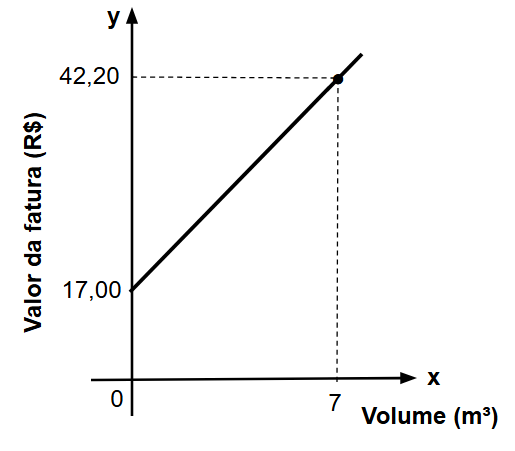 y
42,20
Valor da fatura (R$)
17,00
x
0
7
Volume (m³)